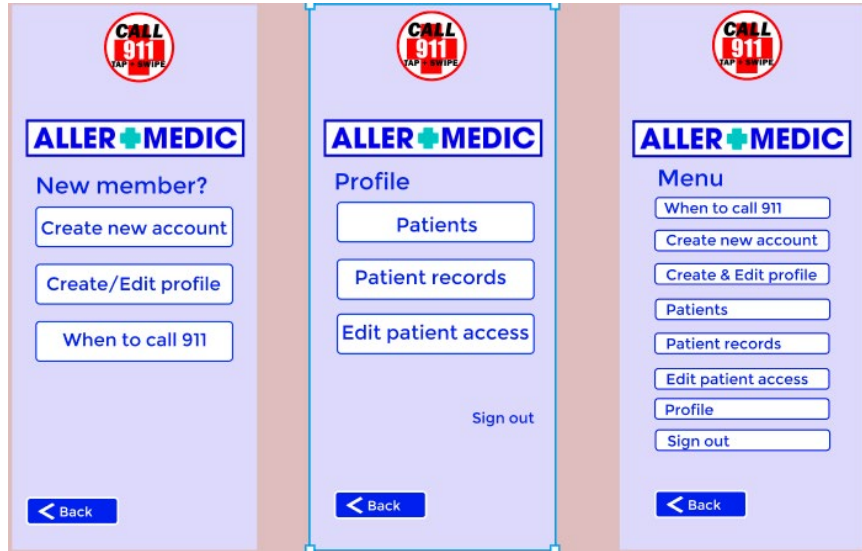 CALL
911
TAP + SWIPE
ALLER MEDIC
New member?
Create new account
Create/Edit profile
When to call 911
Back
CALL
911
TAP + SWIPE
ALLER MEDIC
Profile
Patients
Patient records
Edit patient access
Sign out
Back
CALL
911
TAP + SWIPE
ALLER MEDIC
Menu
When to call 911
Create new account
Create & Edit profile
Patients
Patient records
Edit patient access
Profile
Sign out
Back